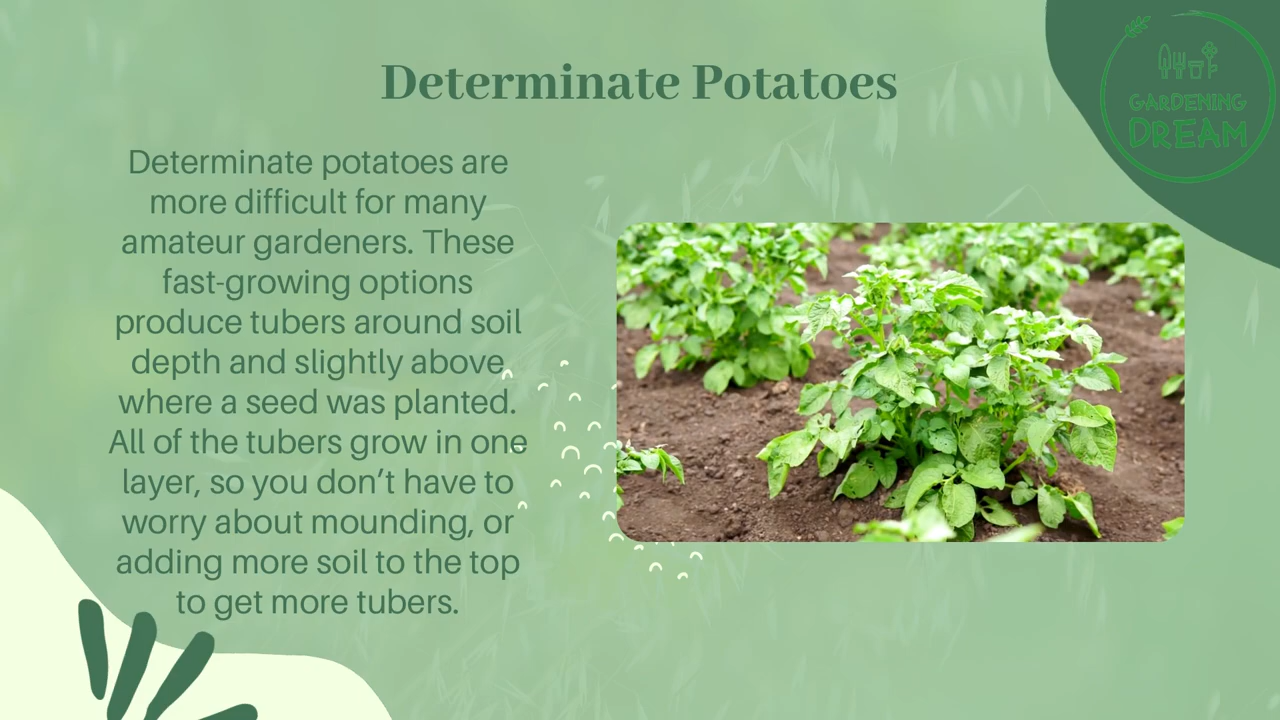 Determinate Potatoes
GARDENING
DREAM
Determinate potatoes are
more difficult for many
amateur gardeners. These
fast-growing options
produce tubers around soil
depth and slightly above
where a seed was planted.
All of the tubers grow in one
layer, so you don’t have to
worry about mounding, or
adding more soil to the top
to get more tubers.